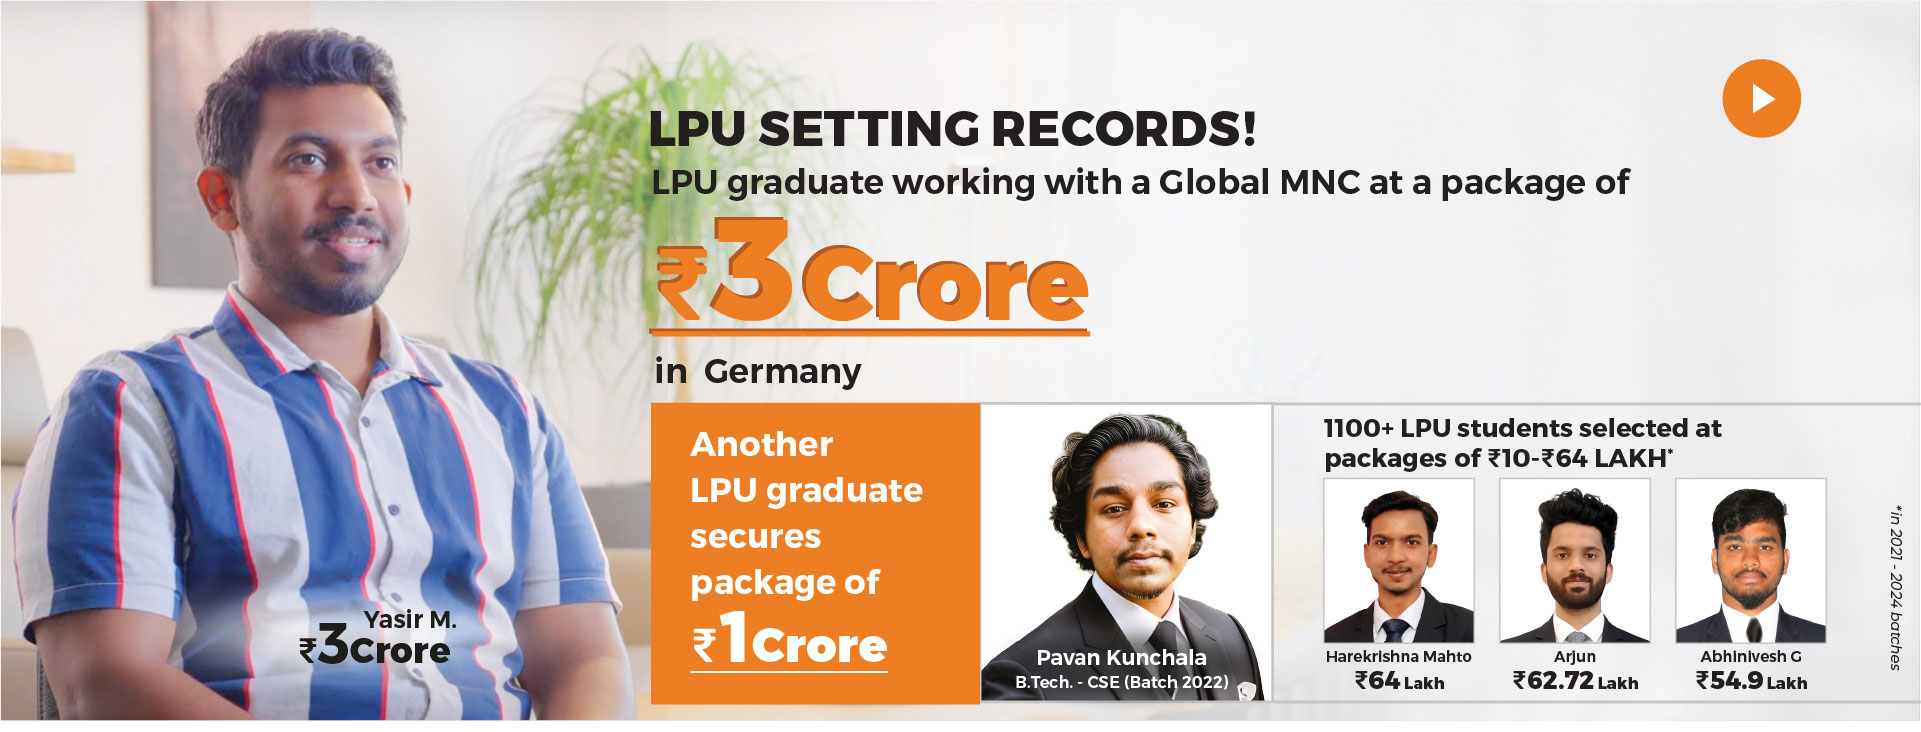 LPU SETTING RECORDS!
LPU graduate working with a Global MNC at a package of
₹3 Crore
in Germany
Yasir M.
₹3Crore
Another
LPU graduate
secures
package of
₹1Crore
Pavan Kunchala
B.Tech. - CSE (Batch 2022)
1100+ LPU students selected at
packages of ₹10-₹64 LAKH*
Harekrishna Mahto
₹64 Lakh
Arjun
₹62.72 Lakh
Abhinivesh G
₹54.9 Lakh
*in 2021 - 2024 batches